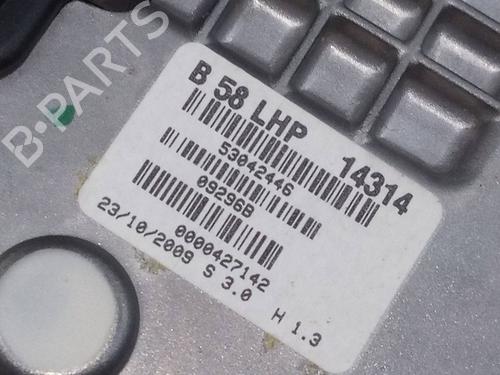 B·PARTS
B 58 LHP 14314
53042446
09296B
0000427142
23/10/2009 S 3.0 H 1.3